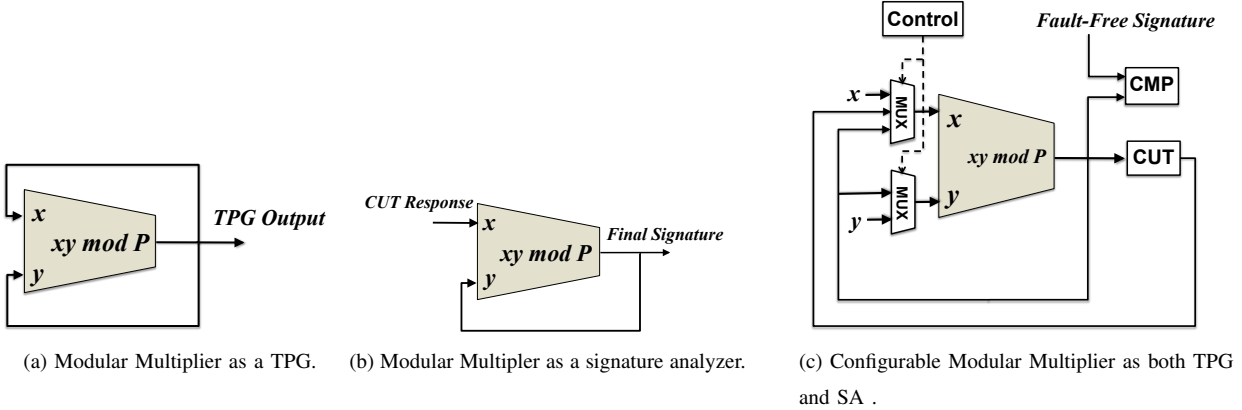 x
y
xy mod P
TPG Output
(a) Modular Multiplier as a TPG.
CUT Response
x
y
xy mod P
Final Signature
(b) Modular Multipler as a signature analyzer.
Control
Fault-Free Signature
x
MUX
x
CMP
xy mod P
CUT
MUX
y
y
(c) Configurable Modular Multiplier as both TPG
and SA .